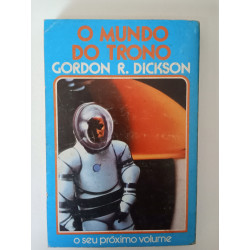 O MUNDO
DO TRONO
GORDON R. DICKSON
o seu próximo volume